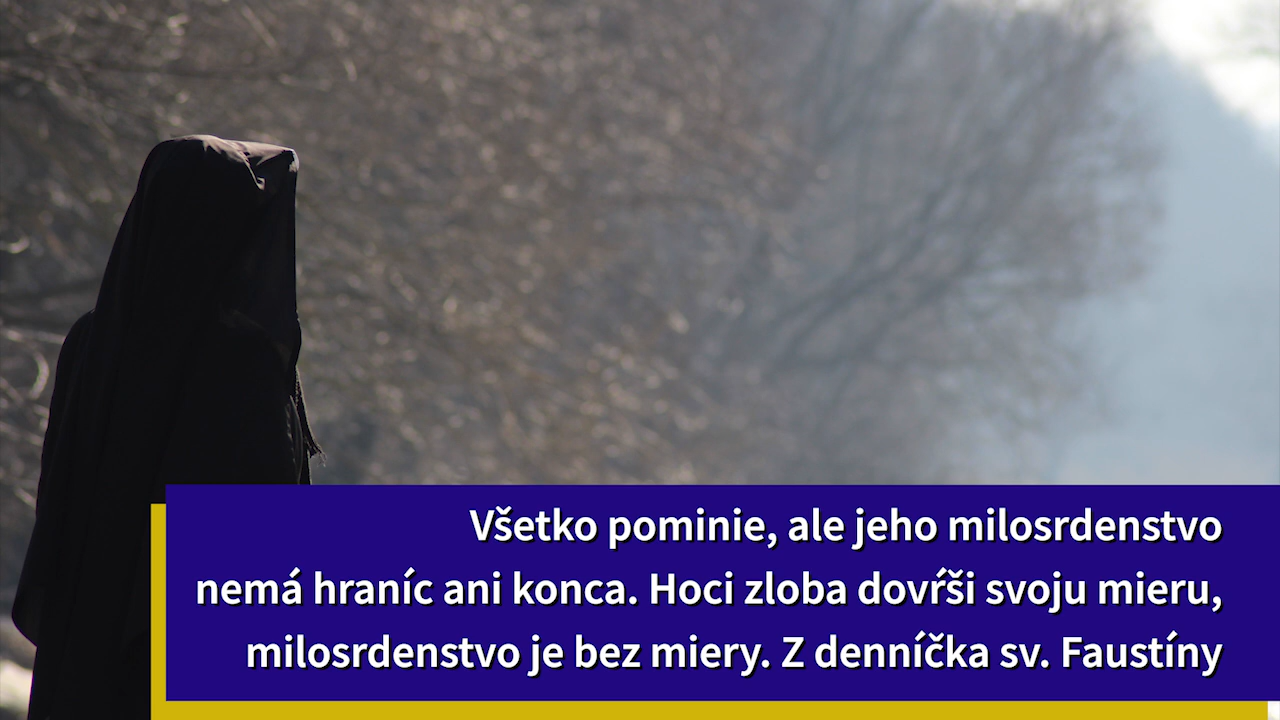 Všetko pominie, ale jeho milosrdenstvo
nemá hraníc ani konca. Hoci zloba dovŕši svoju mieru,
milosrdenstvo je bez miery. Z denníčka sv. Faustíny